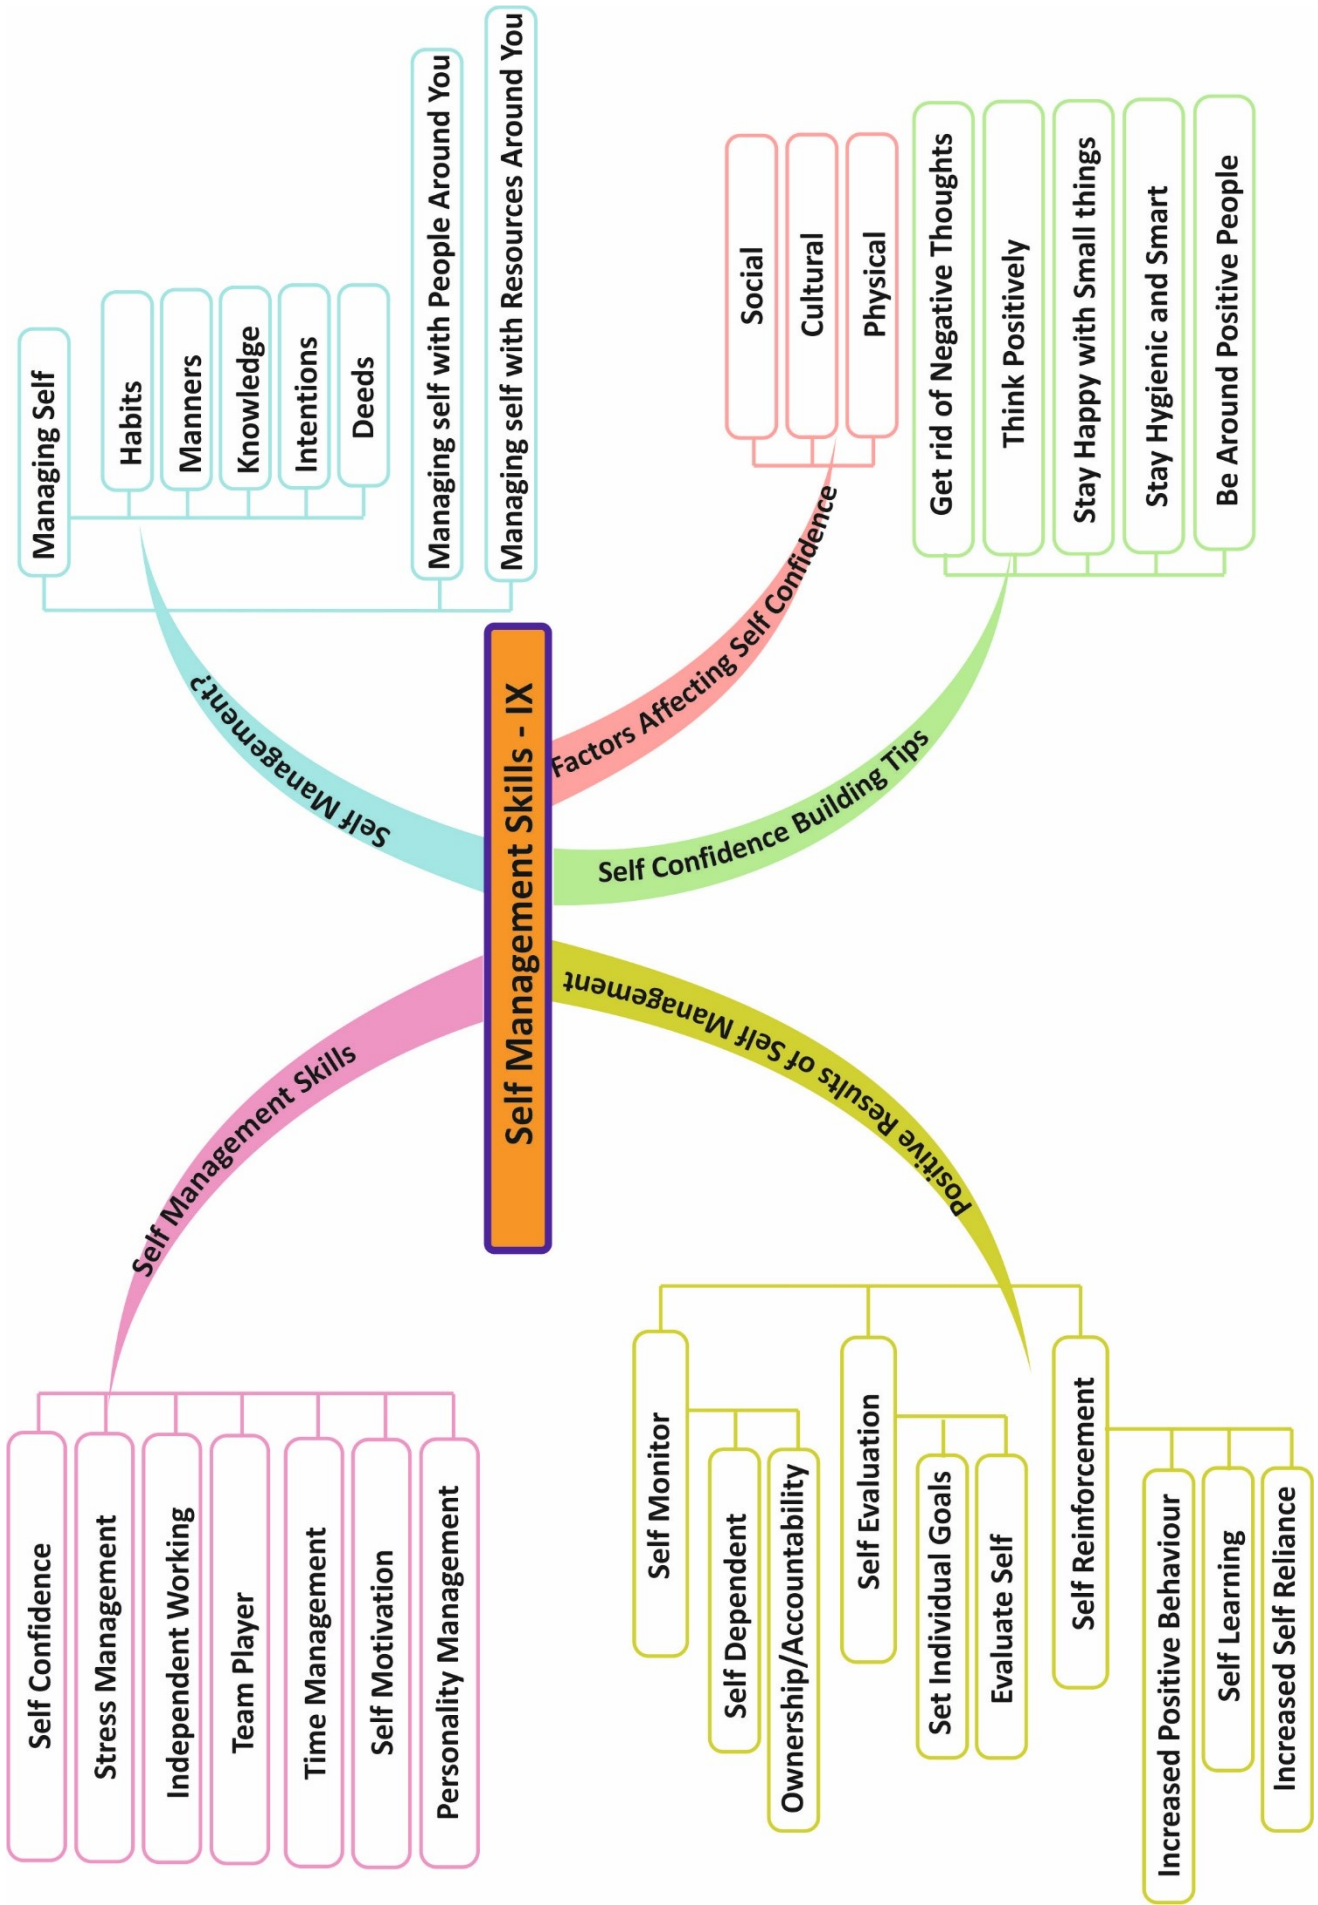 Self Management Skills - IX
Self Management?
Managing Self
Habits
Manners
Knowledge
Intentions
Deeds
Managing self with People Around You
Managing self with Resources Around You
Factors Affecting Self Confidence
Social
Cultural
Physical
Self Confidence Building Tips
Get rid of Negative Thoughts
Think Positively
Stay Happy with Small things
Stay Hygienic and Smart
Be Around Positive People
Self Management Skills
Self Confidence
Stress Management
Independent Working
Team Player
Time Management
Self Motivation
Personality Management
Positive Results of Self Management
Self Monitor
Self Dependent
Ownership/Accountability
Self Evaluation
Set Individual Goals
Evaluate Self
Self Reinforcement
Increased Positive Behaviour
Self Learning
Increased Self Reliance